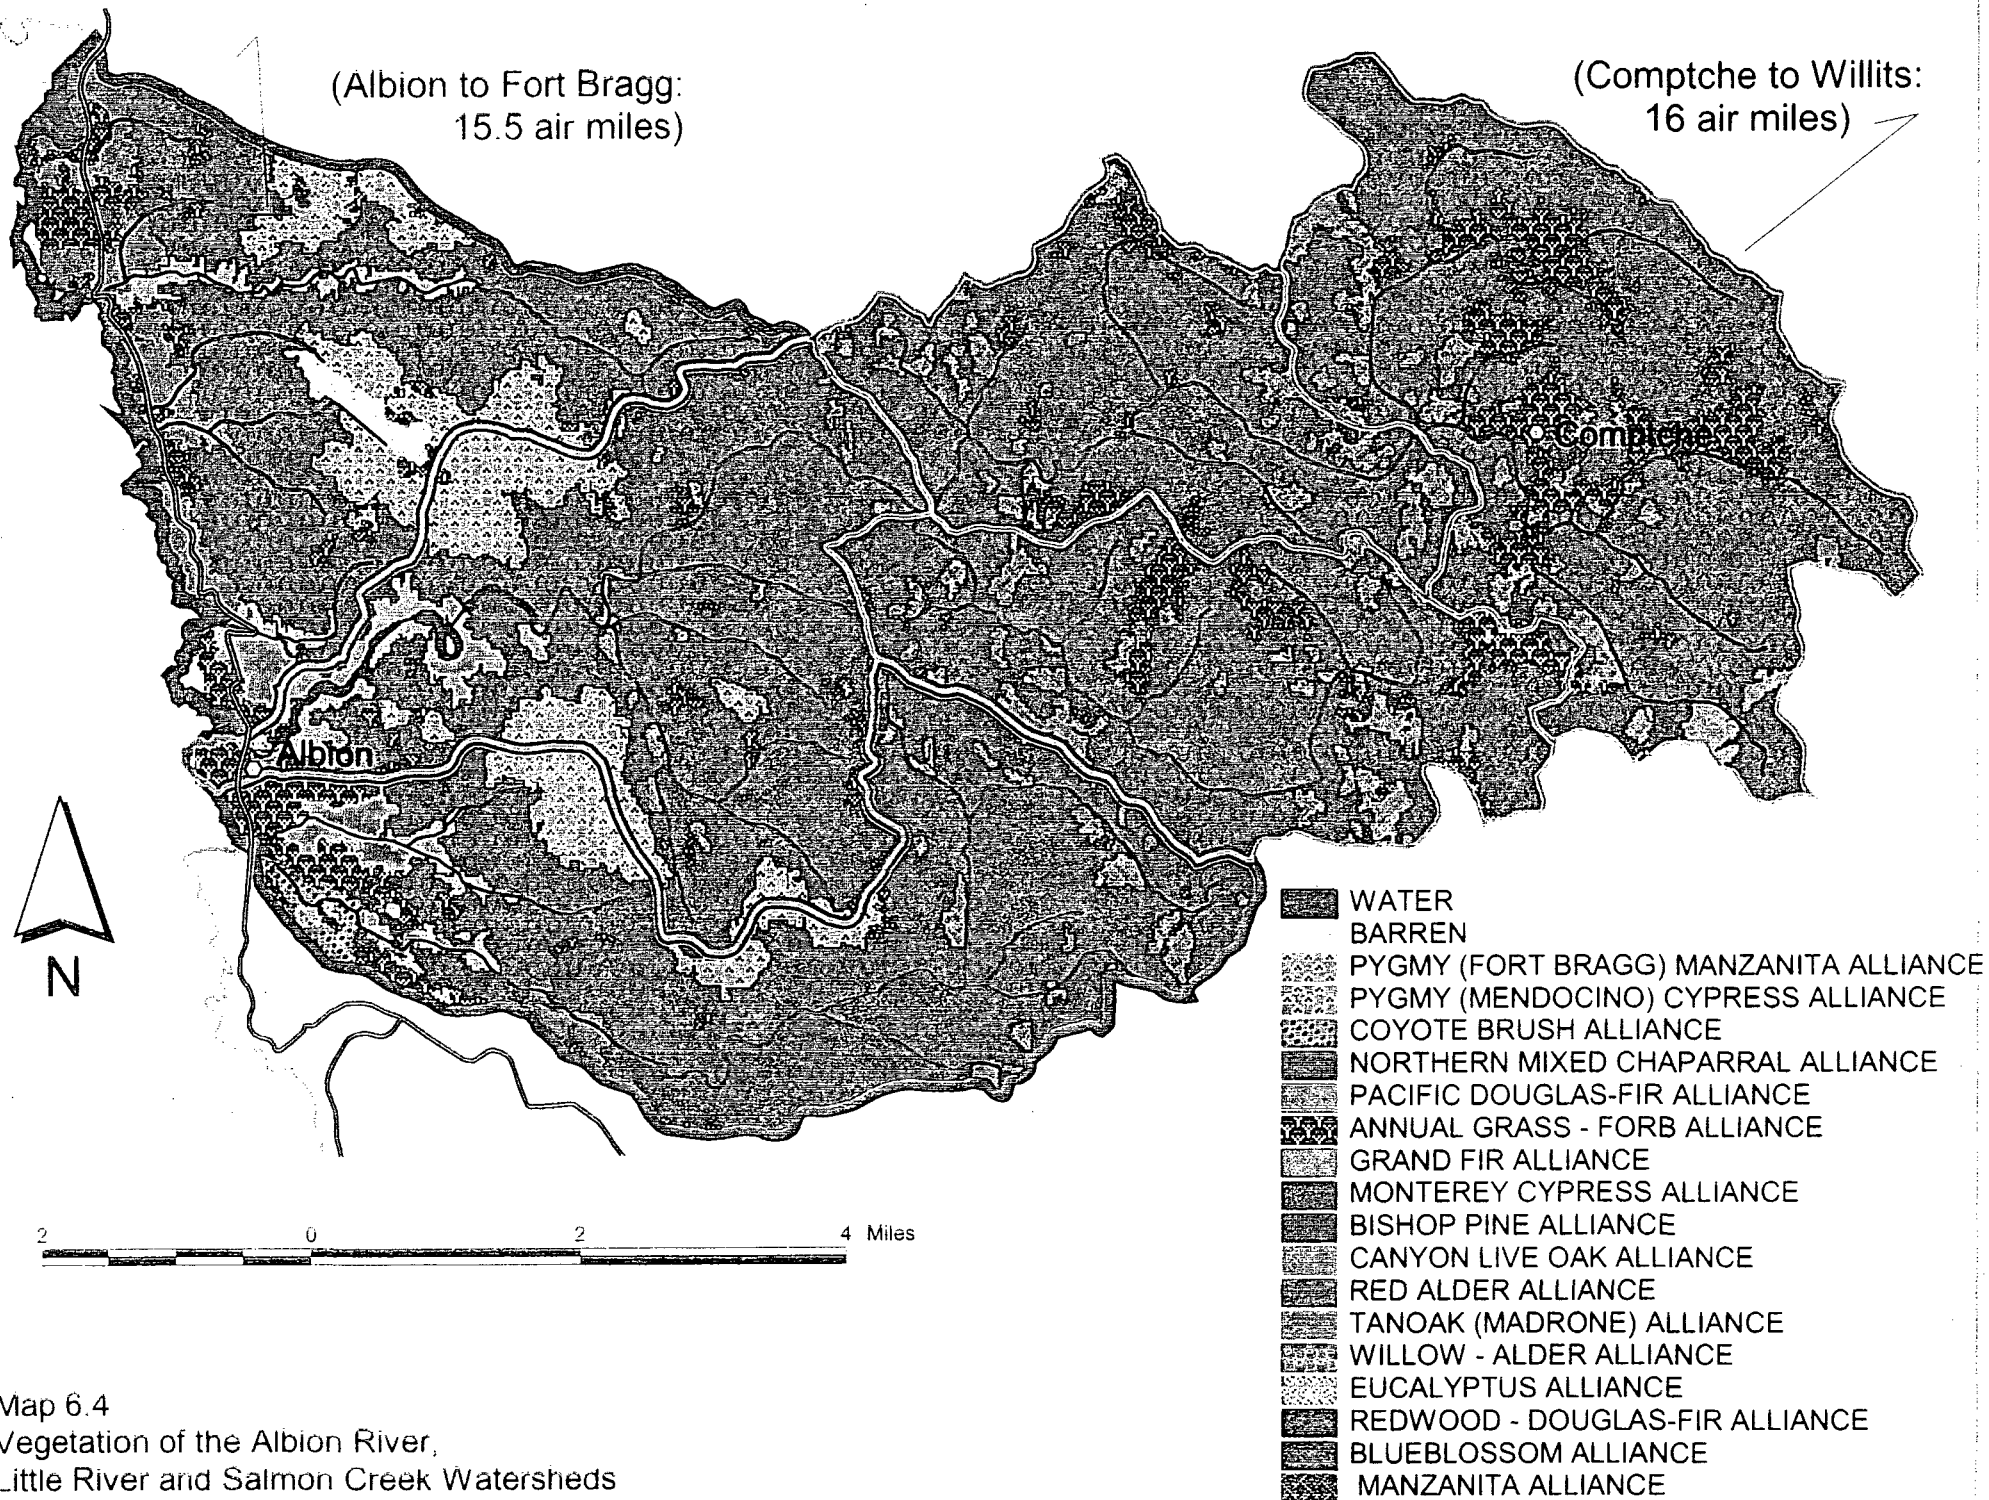 (Albion to Fort Bragg:
15.5 air miles)
(Comptche to Willits:
16 air miles)
Comptche
Albion
N
WATER
BARREN
PYGMY (FORT BRAGG) MANZANITA ALLIANCE
PYGMY (MENDOCINO) CYPRESS ALLIANCE
COYOTE BRUSH ALLIANCE
NORTHERN MIXED CHAPARRAL ALLIANCE
PACIFIC DOUGLAS-FIR ALLIANCE
ANNUAL GRASS - FORB ALLIANCE
GRAND FIR ALLIANCE
MONTEREY CYPRESS ALLIANCE
BISHOP PINE ALLIANCE
CANYON LIVE OAK ALLIANCE
RED ALDER ALLIANCE
TANOAK (MADRONE) ALLIANCE
WILLOW - ALDER ALLIANCE
EUCALYPTUS ALLIANCE
REDWOOD - DOUGLAS-FIR ALLIANCE
BLUEBLOSSOM ALLIANCE
MANZANITA ALLIANCE
2 0 2 4 Miles
Map 6.4
Vegetation of the Albion River,
Little River and Salmon Creek Watersheds